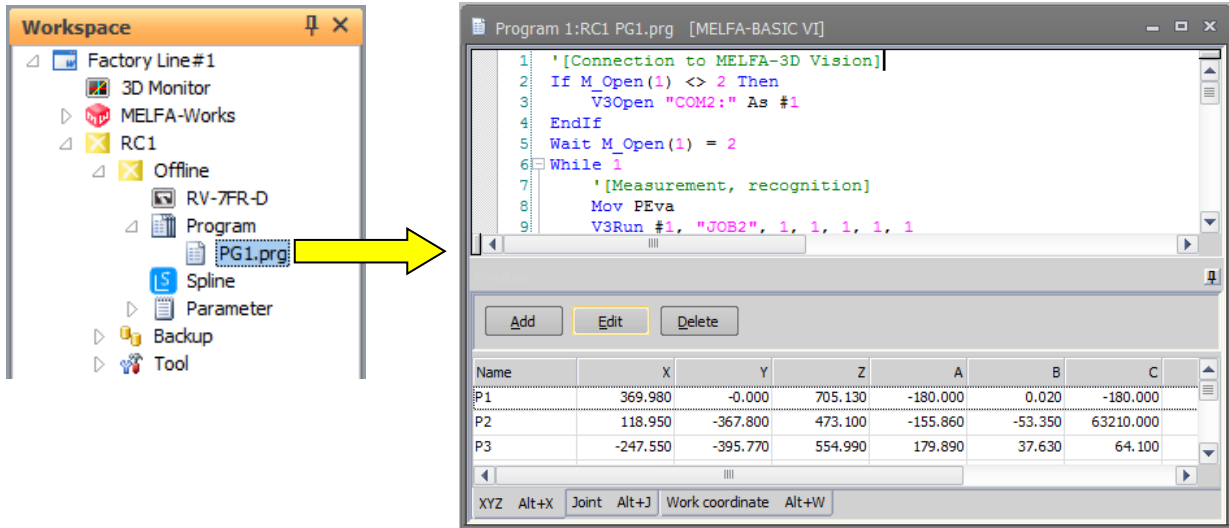 Workspace
Factory Line#1
3D Monitor
MELFA-Works
RC1
Offline
RV-7FR-D
Program
PG1.prg
Spline
Parameter
Backup
Tool
Program 1:RC1 PG1.prg [MELFA-BASIC VI]
1 '[Connection to MELFA-3D Vision]
2 If M_Open(1) <> 2 Then
3 V3Open "COM2:" As #1
4 EndIf
5 Wait M_Open(1) = 2
6 While 1
7 '[Measurement, recognition]
8 Mov PEva
9 V3Run #1, "JOB2", 1, 1, 1, 1, 1
Add Edit Delete
Name X Y Z A B C
P1 369.980 -0.000 705.130 -180.000 0.020 -180.000
P2 118.950 -367.800 473.100 -155.860 -53.350 63210.000
P3 -247.550 -395.770 554.990 179.890 37.630 64.100
XYZ Alt+X Joint Alt+J Work coordinate Alt+W